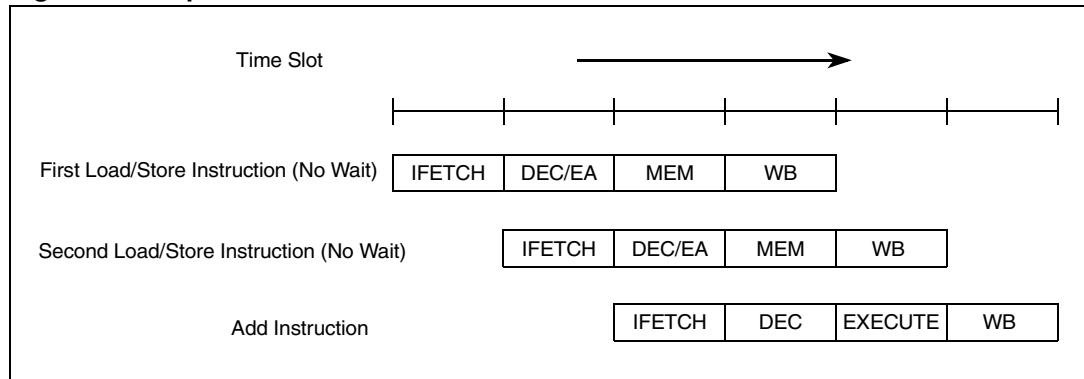 Time Slot
First Load/Store Instruction (No Wait) IFETCH DEC/EA MEM WB
Second Load/Store Instruction (No Wait) IFETCH DEC/EA MEM WB
Add Instruction IFETCH DEC EXECUTE WB